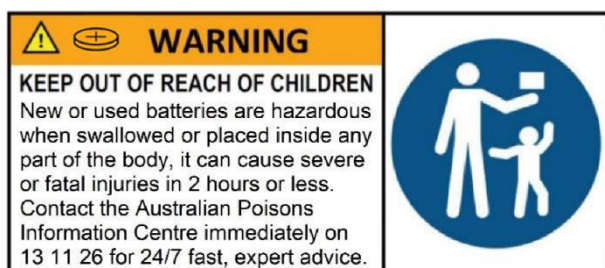 WARNING
KEEP OUT OF REACH OF CHILDREN
New or used batteries are hazardous
when swallowed or placed inside any
part of the body, it can cause severe
or fatal injuries in 2 hours or less.
Contact the Australian Poisons
Information Centre immediately on
13 11 26 for 24/7 fast, expert advice.